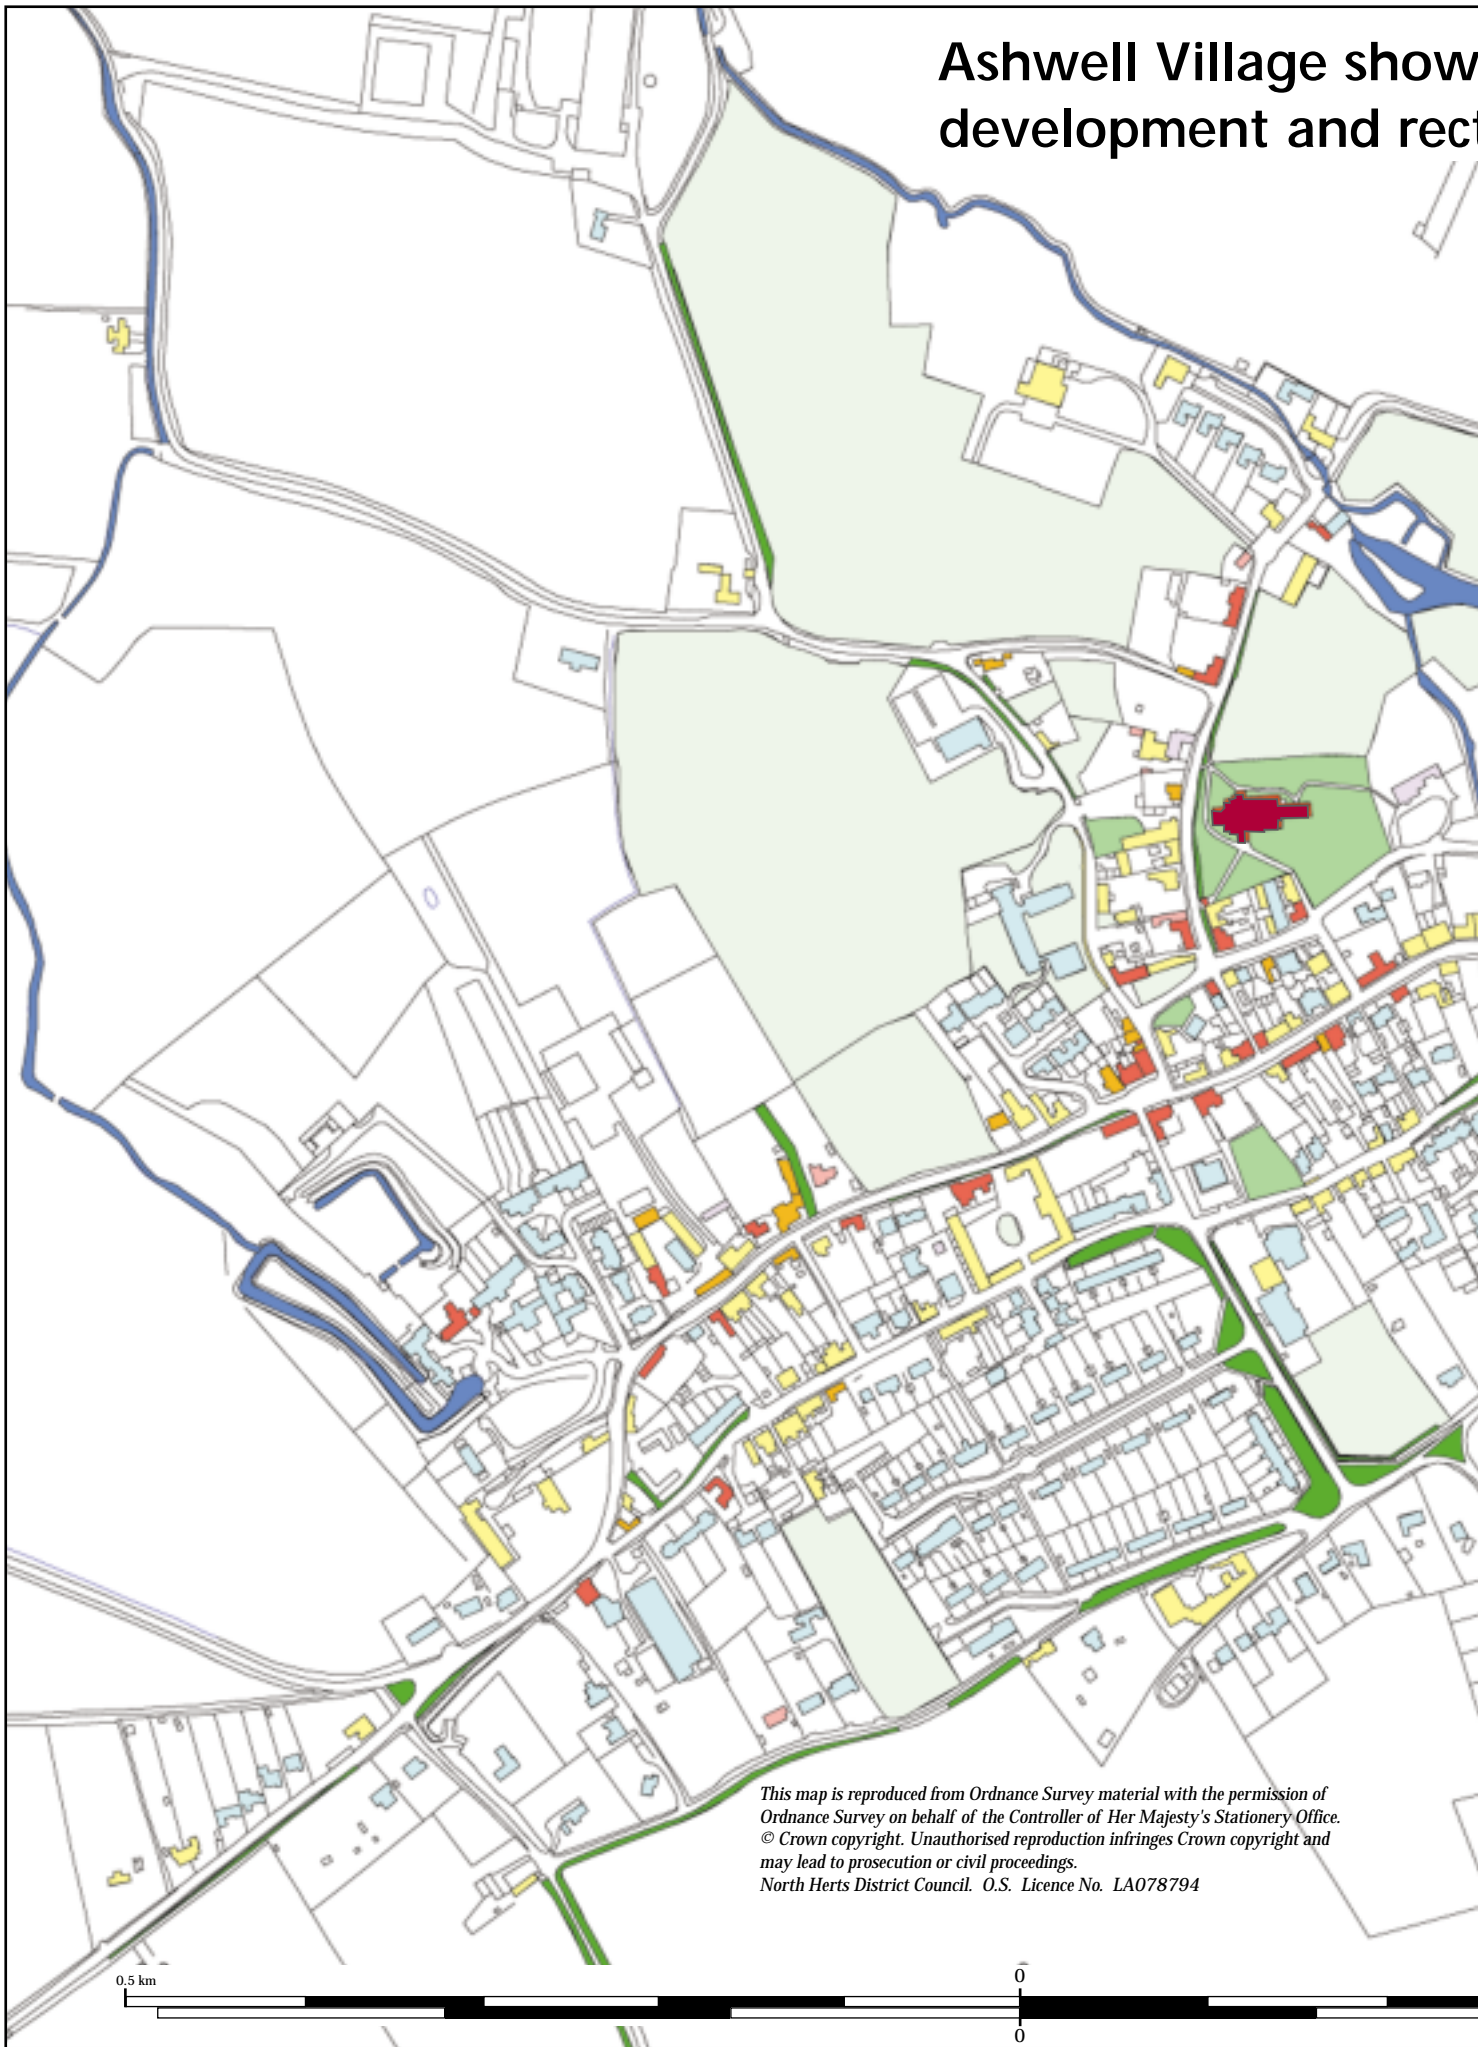 Ashwell Village show
development and rect
This map is reproduced from Ordnance Survey material with the permission of
Ordnance Survey on behalf of the Controller of Her Majesty's Stationery Office.
© Crown copyright. Unauthorised reproduction infringes Crown copyright and
may lead to prosecution or civil proceedings.
North Herts District Council. O.S. Licence No. LA078794
0.5 km
0
0